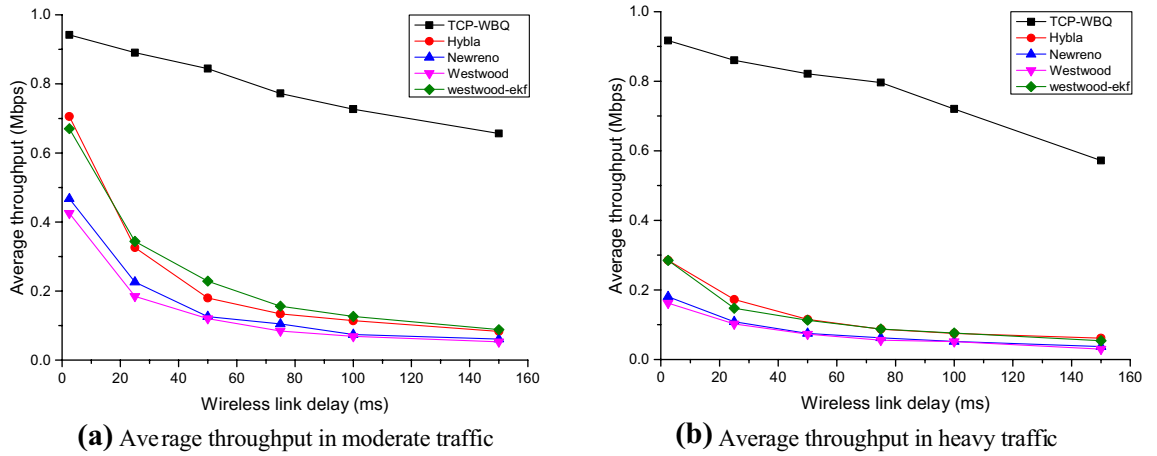 1.0
0.8
0.6
0.4
0.2
0.0
Average throughput (Mbps)
TCP-WBQ
Hybla
Newreno
Westwood
westwood-ekf
0 20 40 60 80 100 120 140 160
Wireless link delay (ms)
(a) Average throughput in moderate traffic
1.0
0.8
0.6
0.4
0.2
0.0
Average throughput (Mbps)
TCP-WBQ
Hybla
Newreno
Westwood
westwood-ekf
0 20 40 60 80 100 120 140 160
Wireless link delay (ms)
(b) Average throughput in heavy traffic